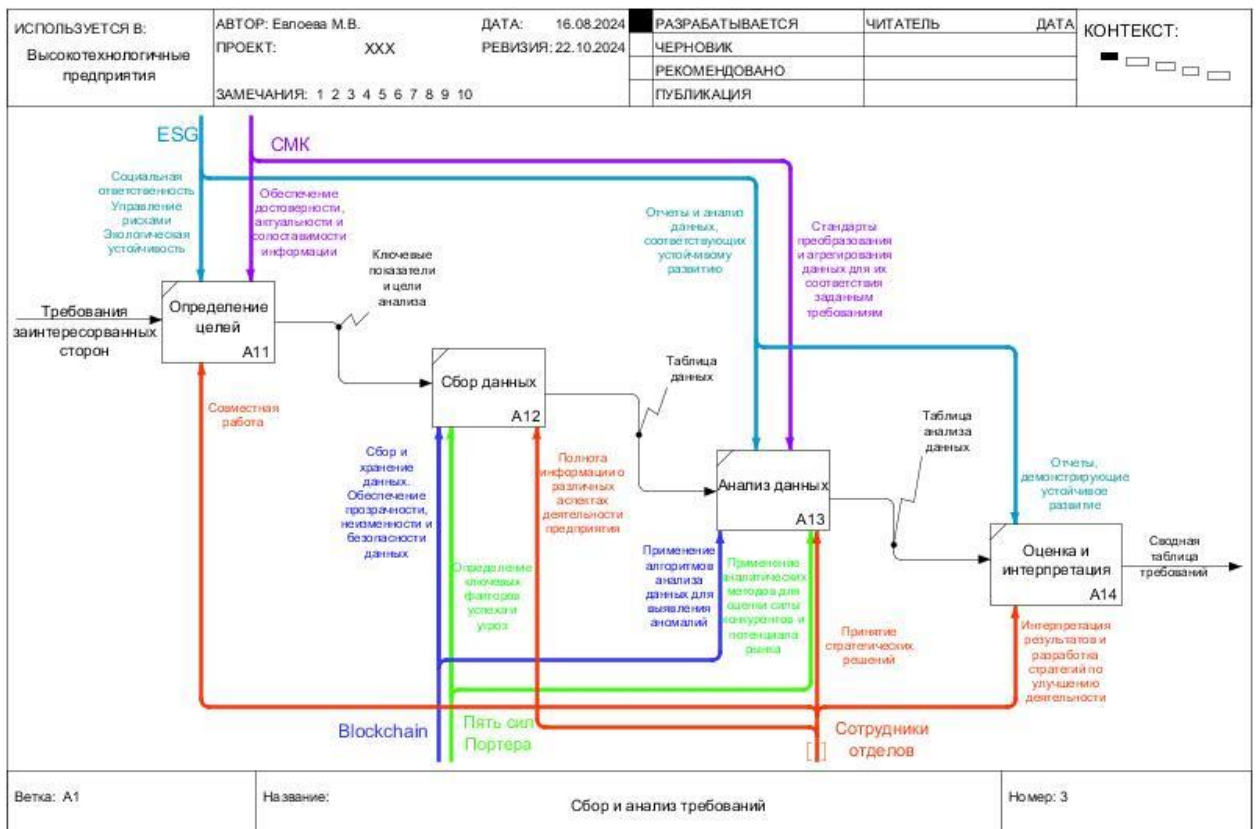 ИСПОЛЬЗУЕТСЯ В:
Высокотехнологичные
предприятия
АВТОР: Евлоева М.В.
ДАТА: 16.08.2024
ПРОЕКТ: XXX
РЕВИЗИЯ: 22.10.2024
ЗАМЕЧАНИЯ: 1 2 3 4 5 6 7 8 9 10
РАЗРАБАТЫВАЕТСЯ
ЧЕРНОВИК
РЕКОМЕНДОВАНО
ПУБЛИКАЦИЯ
ЧИТАТЕЛЬ
ДАТА
КОНТЕКСТ:
ESG
СМК
Социальная
ответственность
Управление
рисками
Экологическая
устойчивость
Обеспечение
достоверности,
актуальности и
сопоставимости
информации
Ключевые
показатели
и цели
анализа
Отчеты и анализ
данных,
соответствующих
устойчивому
развитию
Стандарты
преобразования
и агрегирования
данных для их
соответствия
заданным
требованиям
Требования
заинтересорванных
сторон
Определение
целей
A11
Сбор данных
A12
Таблица
данных
Совместная
работа
Сбор и
хранение
данных.
Обеспечение
прозрачности,
неизменности и
безопасности
данных
Полнота
информации о
различных
аспектах
деятельности
предприятия
Анализ данных
A13
Таблица
анализа
данных
Отчеты,
демонстрирующие
устойчивое
развитие
Оценка и
интерпретация
A14
Сводная
таблица
требований
Определение
ключевых
факторов
успеха и
угроз
Применение
алгоритмов
анализа
данных для
выявления
аномалий
Применение
аналитических
методов для
оценки силы
конкурентов и
потенциала
рынка
Принятие
стратегических
решений
Интерпретация
результатов и
разработка
стратегий по
улучшению
деятельности
Blockchain
Пять сил
Портера
Сотрудники
отделов
Ветка: A1
Название:
Сбор и анализ требований
Номер: 3